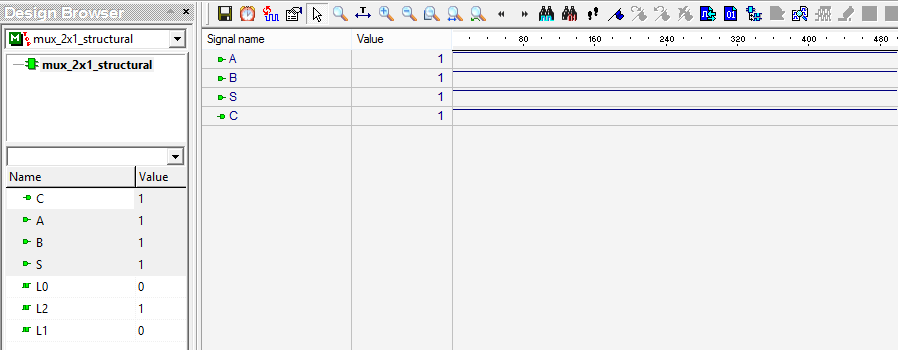 Design Browser
mux_2x1_structural
mux_2x1_structural
Name Value
C 1
A 1
B 1
S 1
L0 0
L2 1
L1 0
Signal name Value 80 160 240 320 400 480
A 1
B 1
S 1
C 1